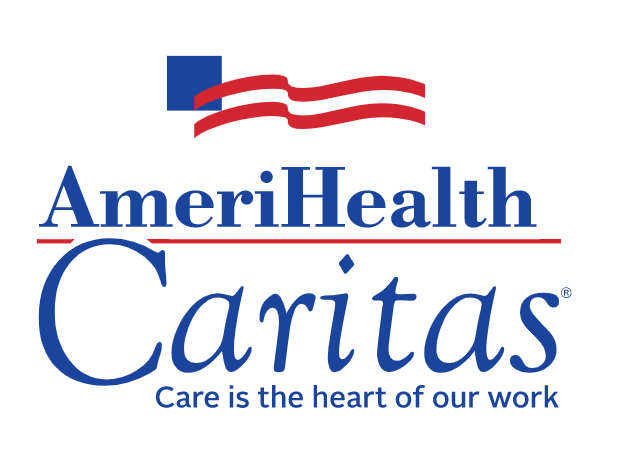 AmeriHealth
Caritas®
Care is the heart of our work